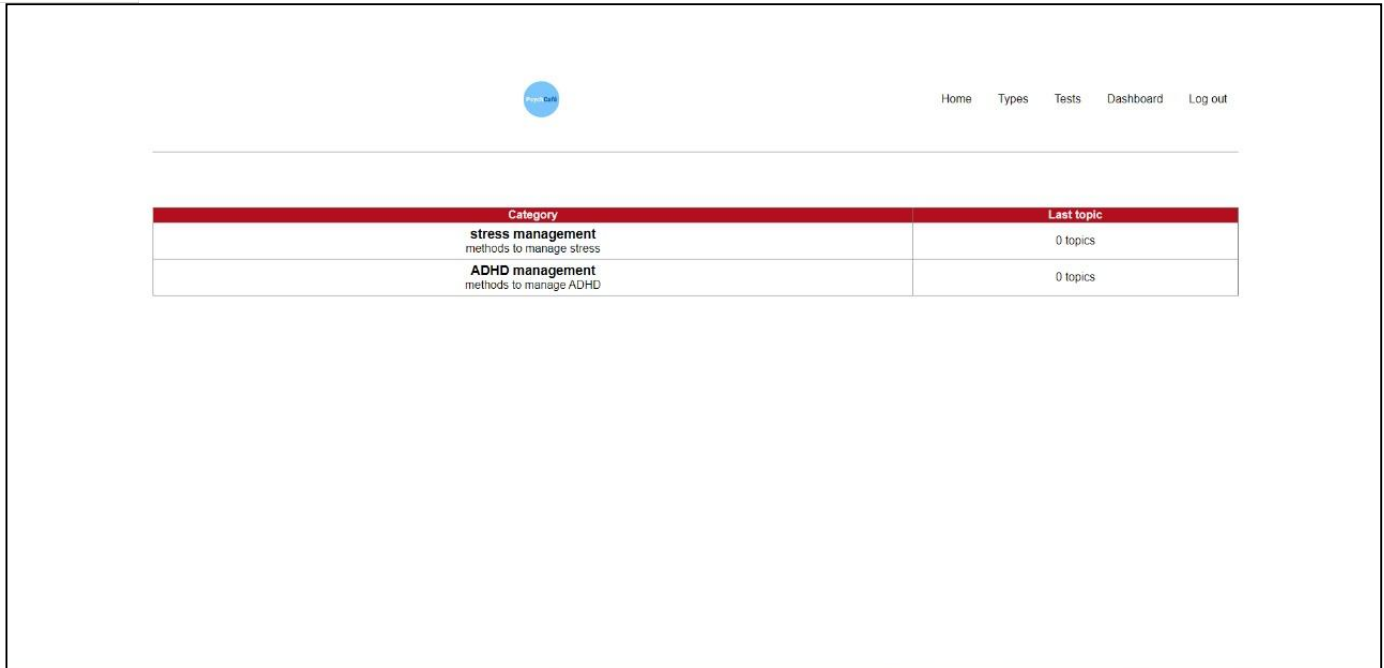 PsychCafé
Home Types Tests Dashboard Log out
Category Last topic
stress management
methods to manage stress
0 topics
ADHD management
methods to manage ADHD
0 topics